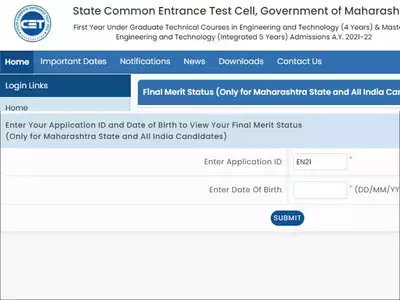 State Common Entrance Test Cell, Government of Maharash
First Year Under Graduate Technical Courses in Engineering and Technology (4 Years) & Maste
Engineering and Technology (Integrated 5 Years) Admissions A.Y. 2021-22
CET
Home Important Dates Notifications News Downloads Contact Us
Login Links
Final Merit Status (Only for Maharashtra State and All India Can
Home
Enter Your Application ID and Date of Birth to View Your Final Merit Status
(Only for Maharashtra State and All India Candidates)
Enter Application ID EN21 *
Enter Date Of Birth * (DD/MM/YY
SUBMIT